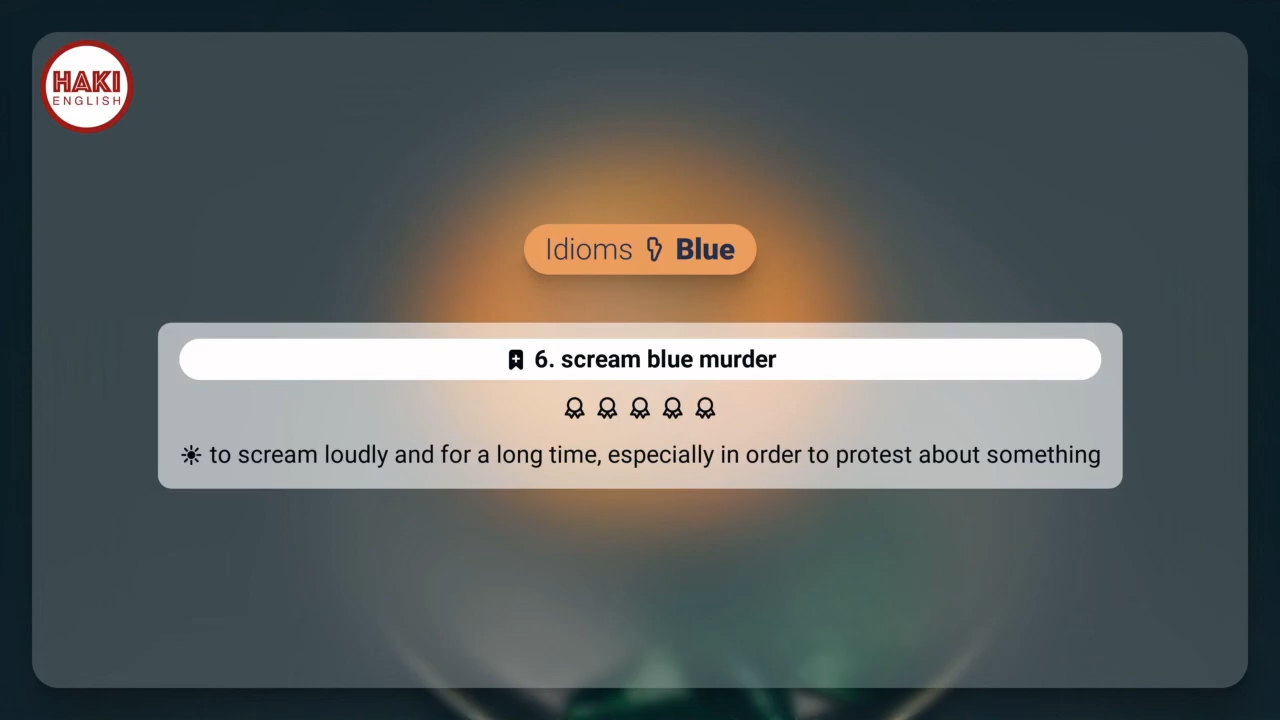 HAKI
ENGLISH
Idioms Blue
6. scream blue murder
to scream loudly and for a long time, especially in order to protest about something